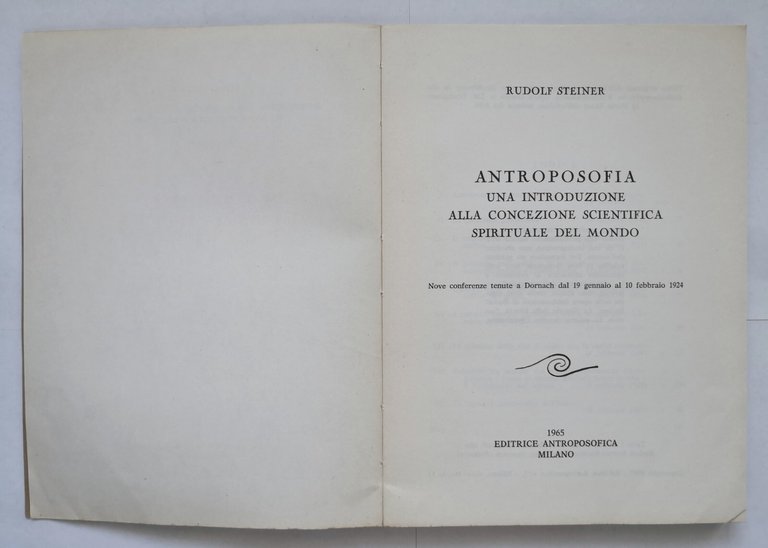 RUDOLF STEINER
ANTROPOSOFIA
UNA INTRODUZIONE
ALLA CONCEZIONE SCIENTIFICA
SPIRITUALE DEL MONDO
Nove conferenze tenute a Dornach dal 19 gennaio al 10 febbraio 1924
1965
EDITRICE ANTROPOSOFICA
MILANO